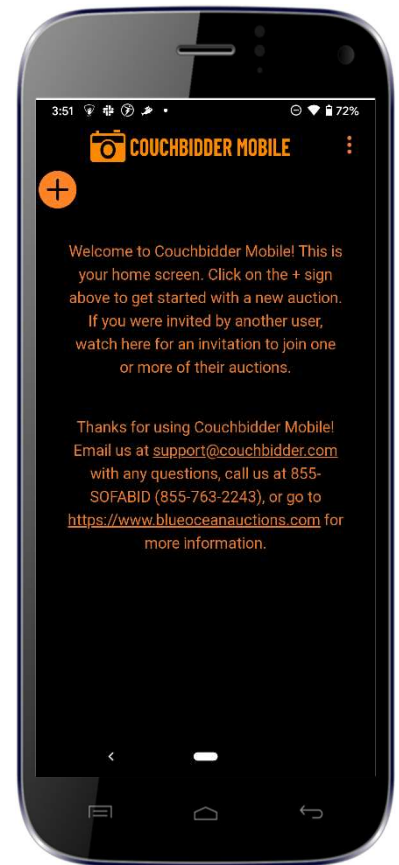 3:51
72%
COUCHBIDDER MOBILE
Welcome to Couchbidder Mobile! This is
your home screen. Click on the + sign
above to get started with a new auction.
If you were invited by another user,
watch here for an invitation to join one
or more of their auctions.
Thanks for using Couchbidder Mobile!
Email us at support@couchbidder.com
with any questions, call us at 855-
SOFABID (855-763-2243), or go to
https://www.blueoceanauctions.com for
more information.